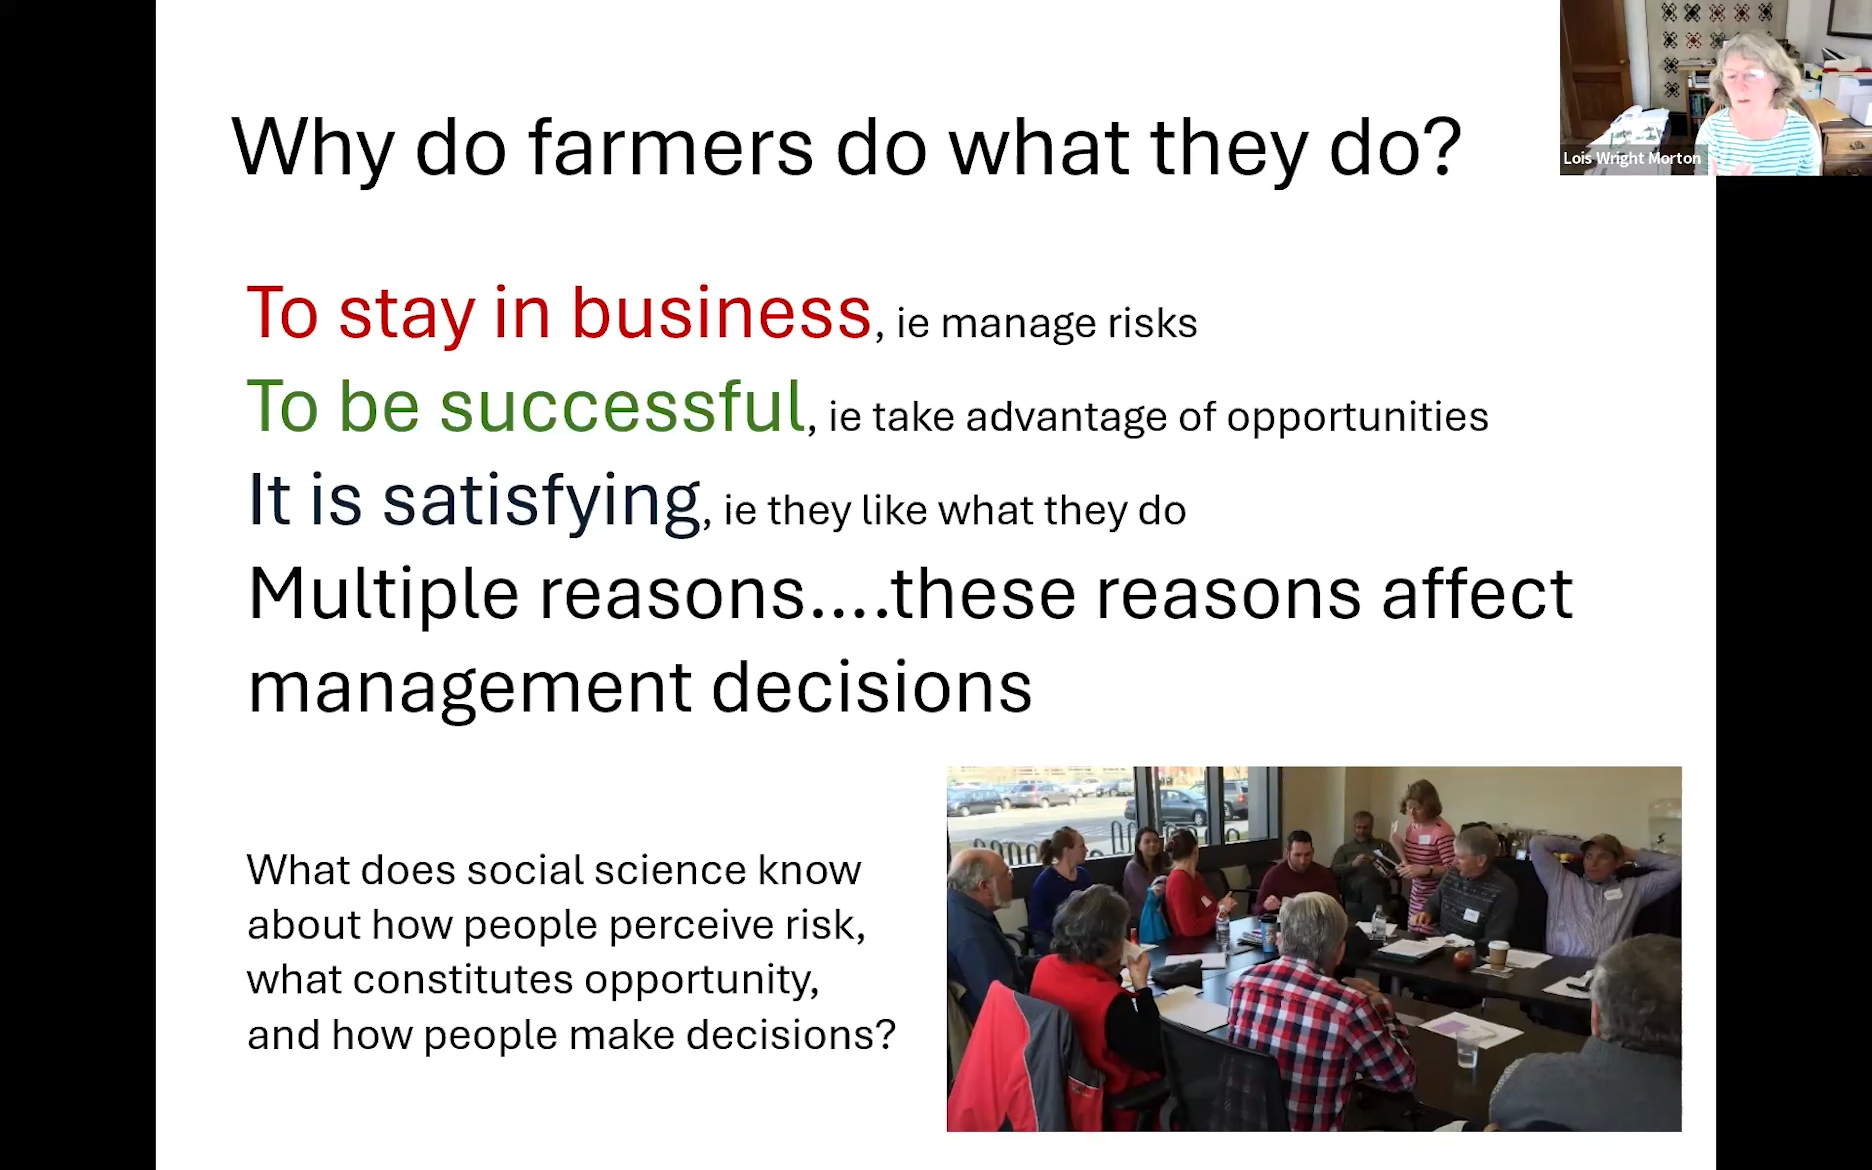 Why do farmers do what they do?
Lois Wright Morton
To stay in business, ie manage risks
To be successful, ie take advantage of opportunities
It is satisfying, ie they like what they do
Multiple reasons....these reasons affect
management decisions
What does social science know
about how people perceive risk,
what constitutes opportunity,
and how people make decisions?